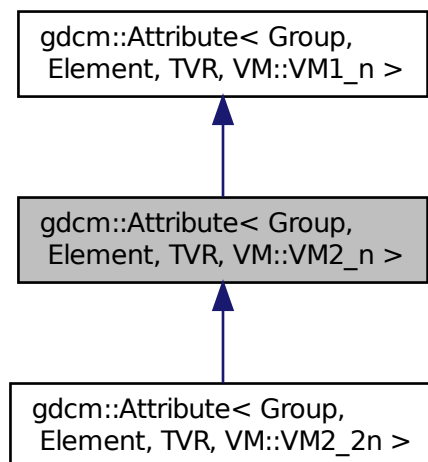 gdcm::Attribute< Group,
Element, TVR, VM::VM1_n >
gdcm::Attribute< Group,
Element, TVR, VM::VM2_n >
gdcm::Attribute< Group,
Element, TVR, VM::VM2_2n >